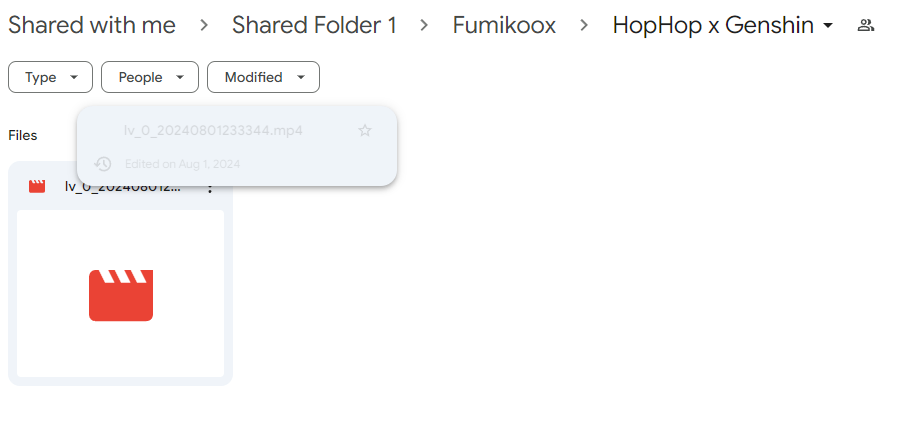 Shared with me > Shared Folder 1 > Fumikoox > HopHop x Genshin
Type People Modified
lv_0_20240801233344.mp4
Files
Edited on Aug 1, 2024
lv_0_202408012...